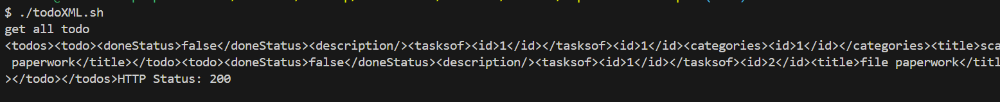 $ ./todoXML.sh
get all todo
<todos><todo><doneStatus>false</doneStatus><description/><tasksof><id>1</id></tasksof><id>1</id><categories><id>1</id></categories><title>sca
paperwork</title></todo><todo><doneStatus>false</doneStatus><description/><tasksof><id>1</id></tasksof><id>2</id><title>file paperwork</titl
></todo></todos>HTTP Status: 200